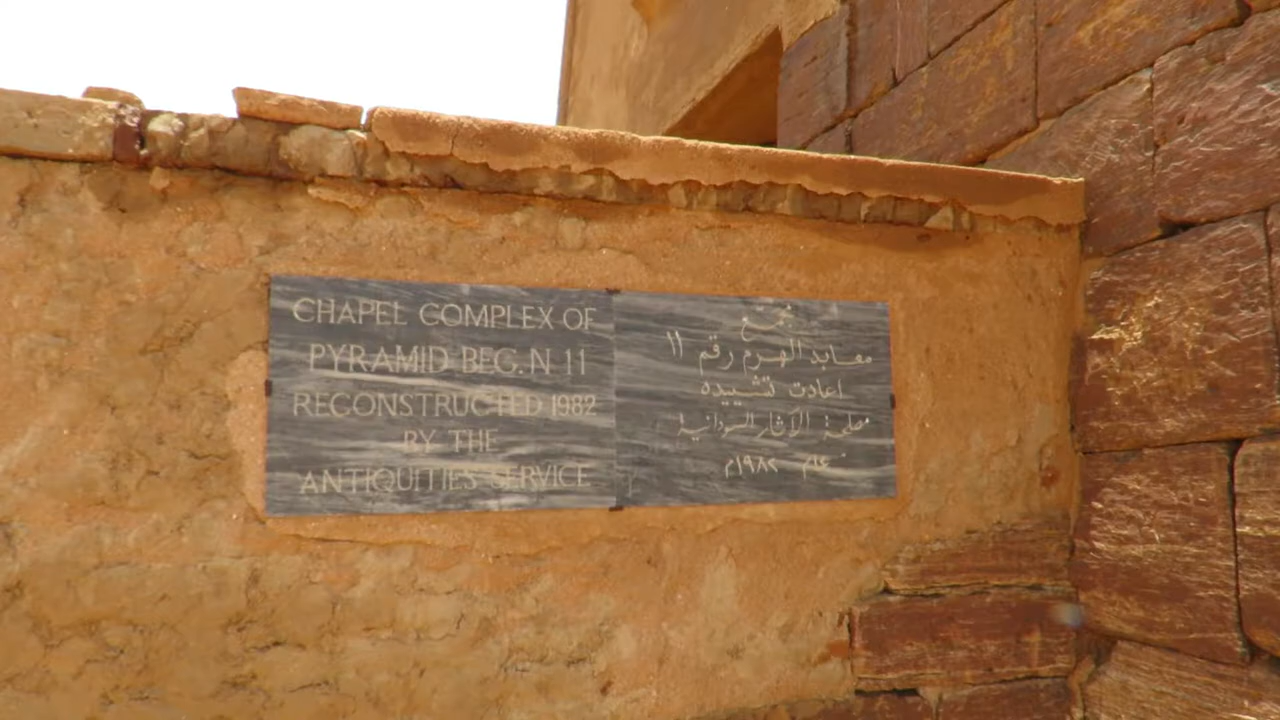 CHAPEL COMPLEX OF
PYRAMID BEG. N 11
RECONSTRUCTED 1982
BY THE
ANTIQUITIES SERVICE
مجمّع
معابد الهرم رقم ١١
اعادت تشييده
مصلحة الآثار السودانية
عام ١٩٨٢م